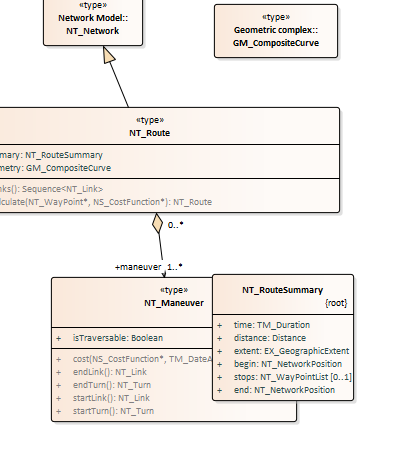 «type»
Network Model::
NT_Network
«type»
Geometric complex::
GM_CompositeCurve
«type»
NT_Route
mary: NT_RouteSummary
metry: GM_CompositeCurve
nks(): Sequence<NT_Link>
lculate(NT_WayPoint*, NS_CostFunction*): NT_Route
0..*
+maneuver 1..*
«type»
NT_Maneuver
+ isTraversable: Boolean
+ cost(NS_CostFunction*, TM_DateA
+ endLink(): NT_Link
+ endTurn(): NT_Turn
+ startLink(): NT_Link
+ startTurn(): NT_Turn
NT_RouteSummary
{root}
+ time: TM_Duration
+ distance: Distance
+ extent: EX_GeographicExtent
+ begin: NT_NetworkPosition
+ stops: NT_WayPointList [0..1]
+ end: NT_NetworkPosition